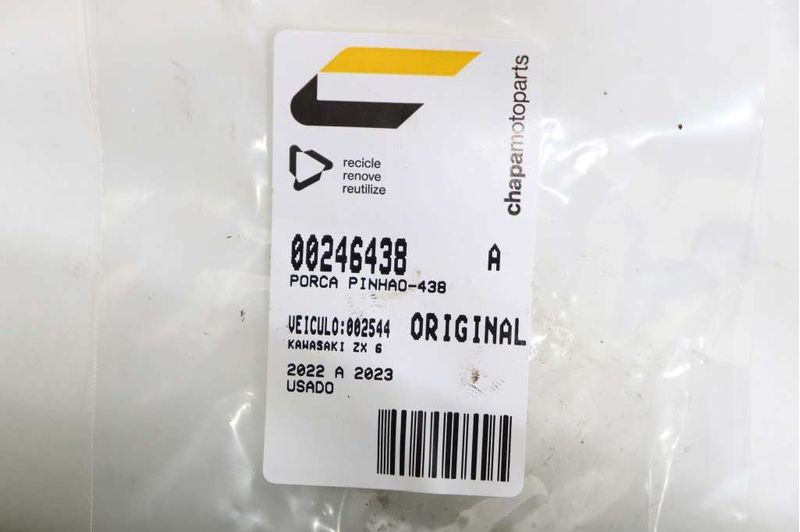 chapamotoparts
recicle
renove
reutilize
00246438 A
PORCA PINHAO-438
VEICULO:002544 ORIGINAL
KAWASAKI ZX 6
2022 A 2023
USADO